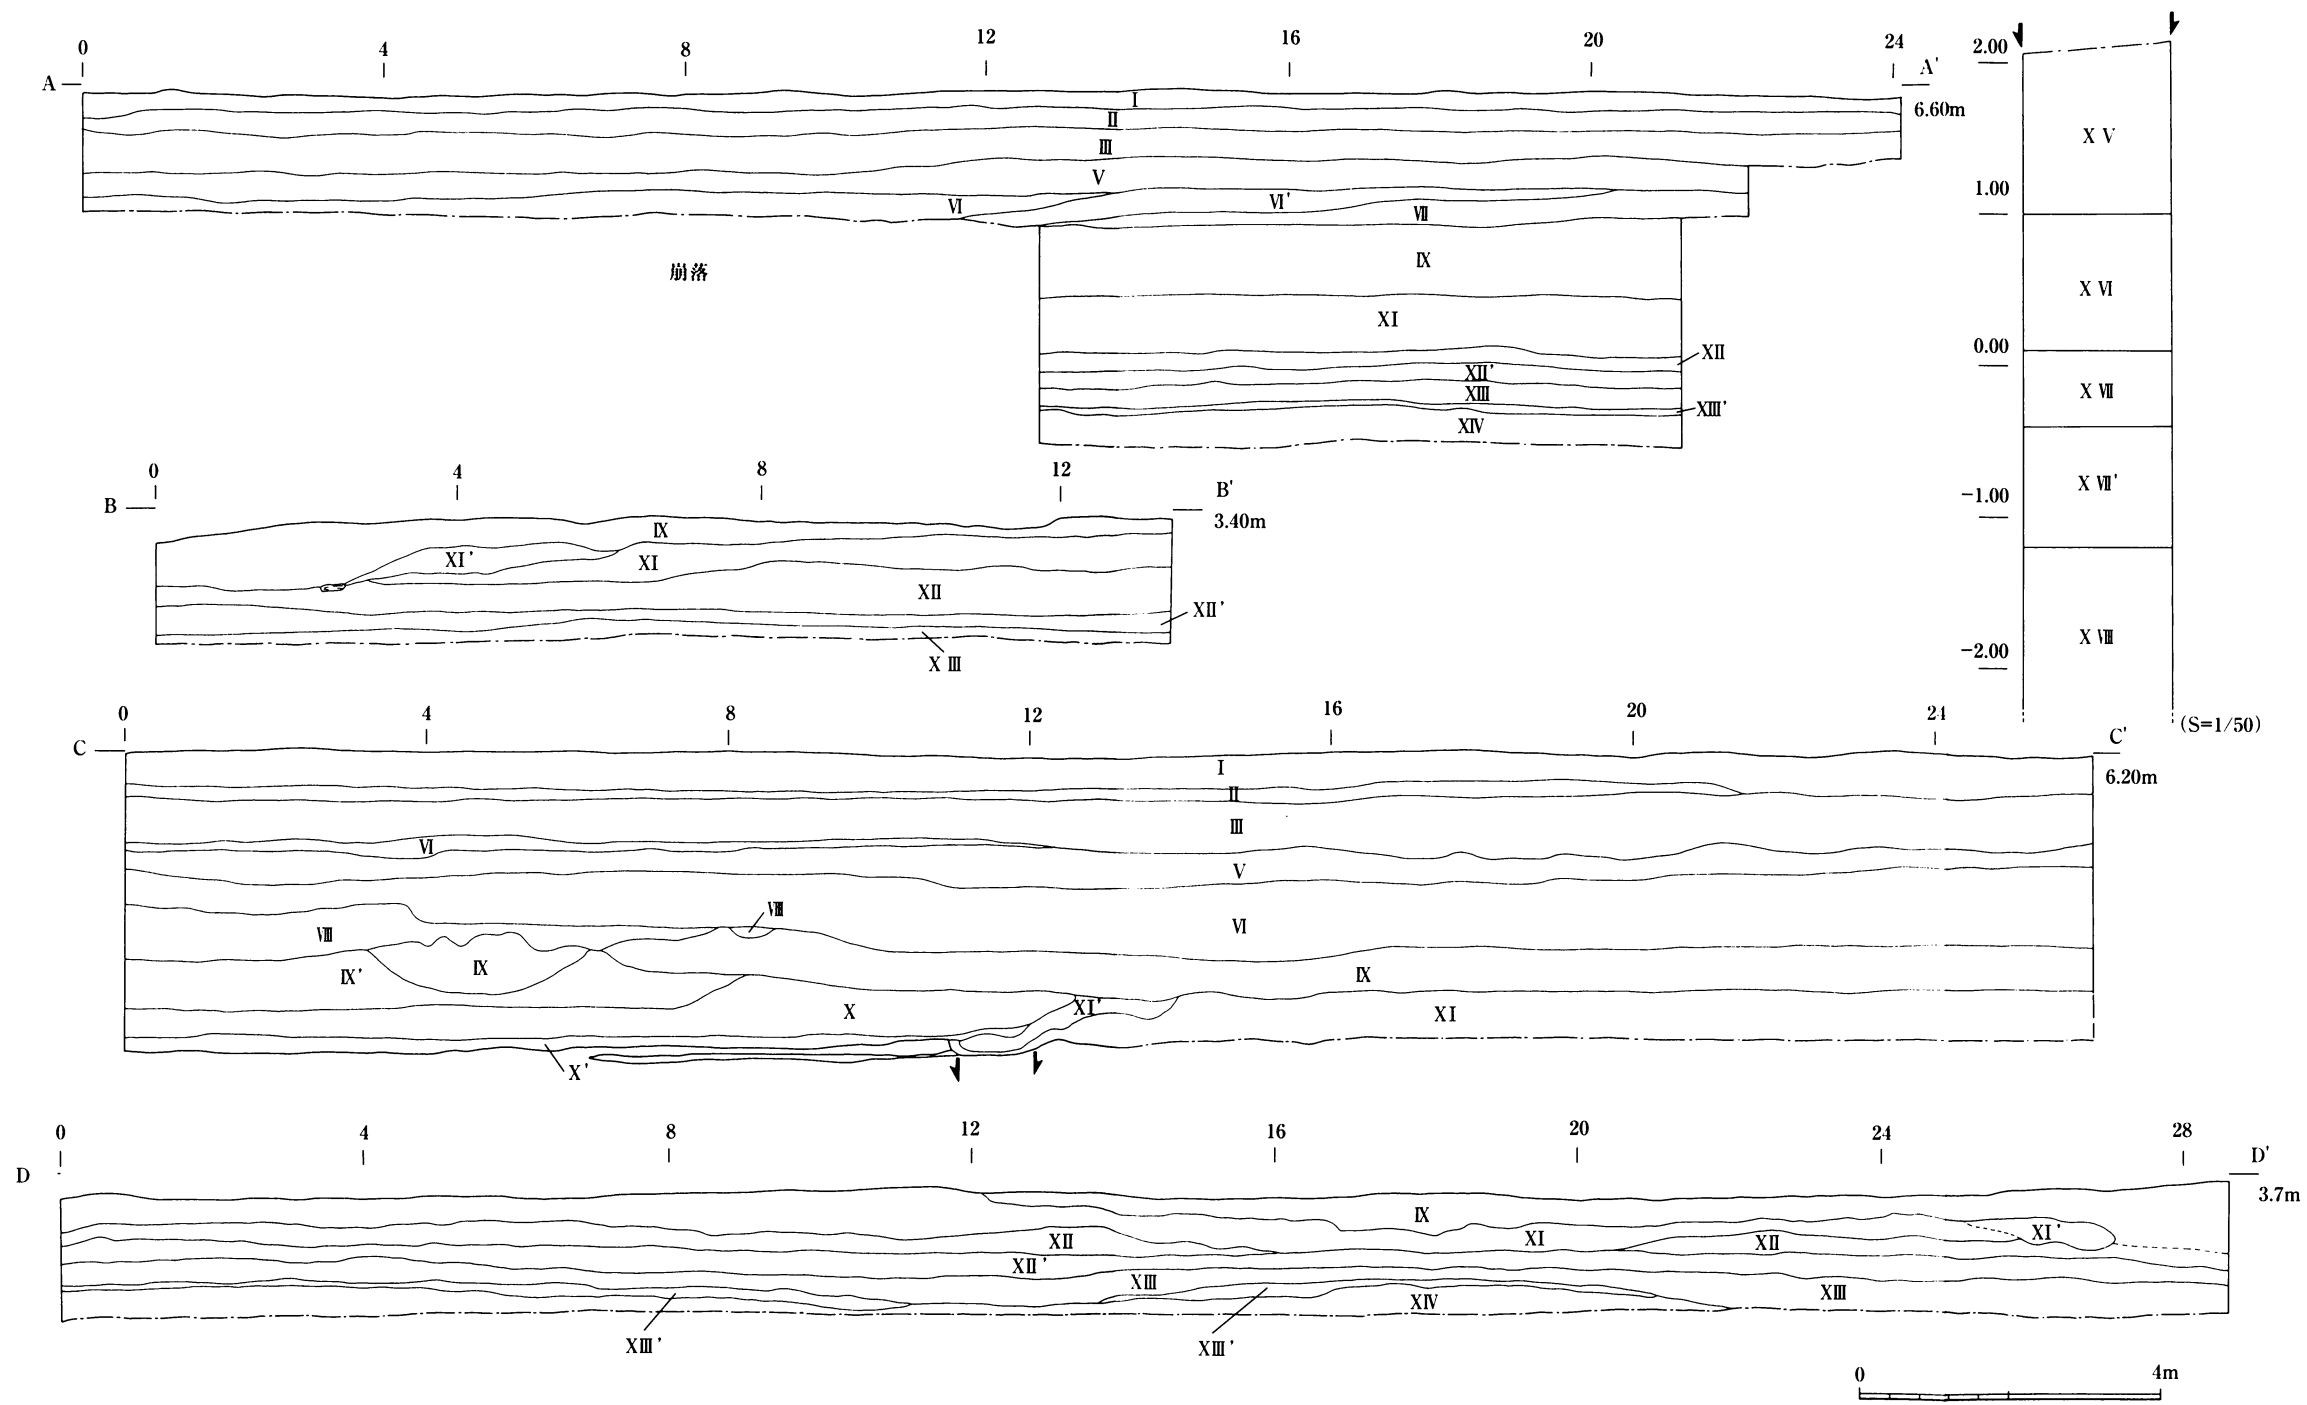 0 4 8 12 16 20 24
A A'
6.60m
I
II
III
V
VI VI' VII
崩落
IX
XI
XII
XII'
XIII
XIII'
XIV
2.00
1.00
0.00
-1.00
-2.00
XV
XVI
XVII
XVII'
XVIII
(S=1/50)
0 4 8 12
B B'
3.40m
IX
XI' XI
XII
XII'
XIII
0 4 8 12 16 20 24
C C'
6.20m
I
II
III
VI
V
VIII
VIII VI
IX' IX IX
X XI' XI
X'
0 4 8 12 16 20 24 28
D D'
3.7m
IX
XII XI XII XI'
XII'
XIII XIII
XIV
XIII' XIII'
0 4m